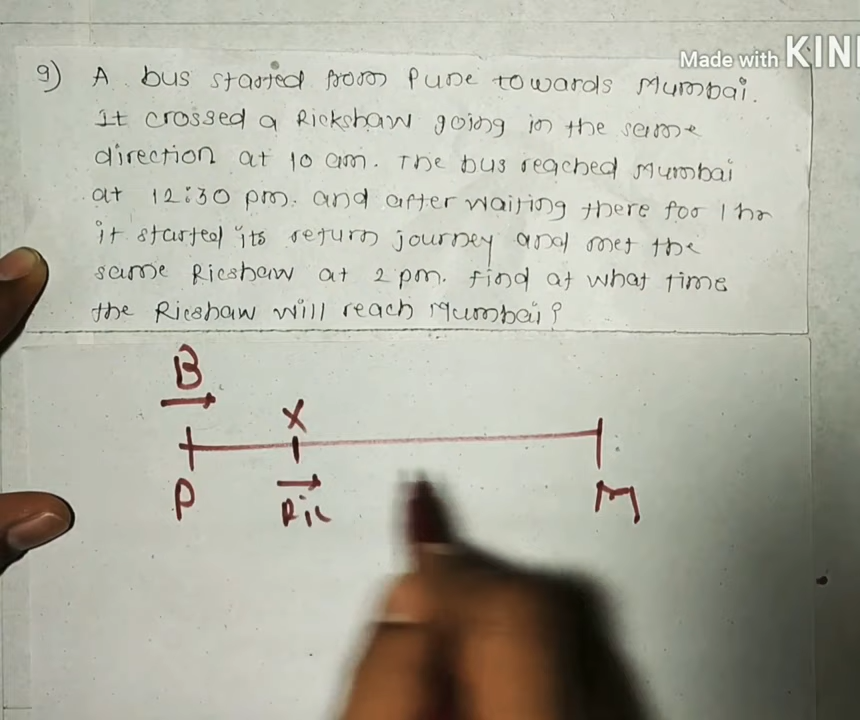 Made with KIN
9) A bus started from Pune towards Mumbai.
It crossed a Rickshaw going in the same
direction at 10 am. The bus reached Mumbai
at 12:30 pm. and after waiting there for 1 hr
it started its return journey and met the
same Ricshaw at 2 pm. find at what time
the Ricshaw will reach Mumbai?
B
X
P Ric M